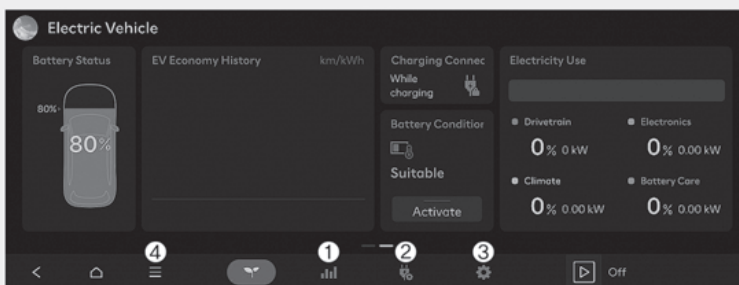 Electric Vehicle
Battery Status
80%
80%
EV Economy History km/kWh
Charging Connec
While
charging
Battery Condition
Suitable
Activate
Electricity Use
Drivetrain Electronics
0% 0 kW 0% 0.00 kW
Climate Battery Care
0% 0.00 kW 0% 0.00 kW
④ ① ② ③
Off